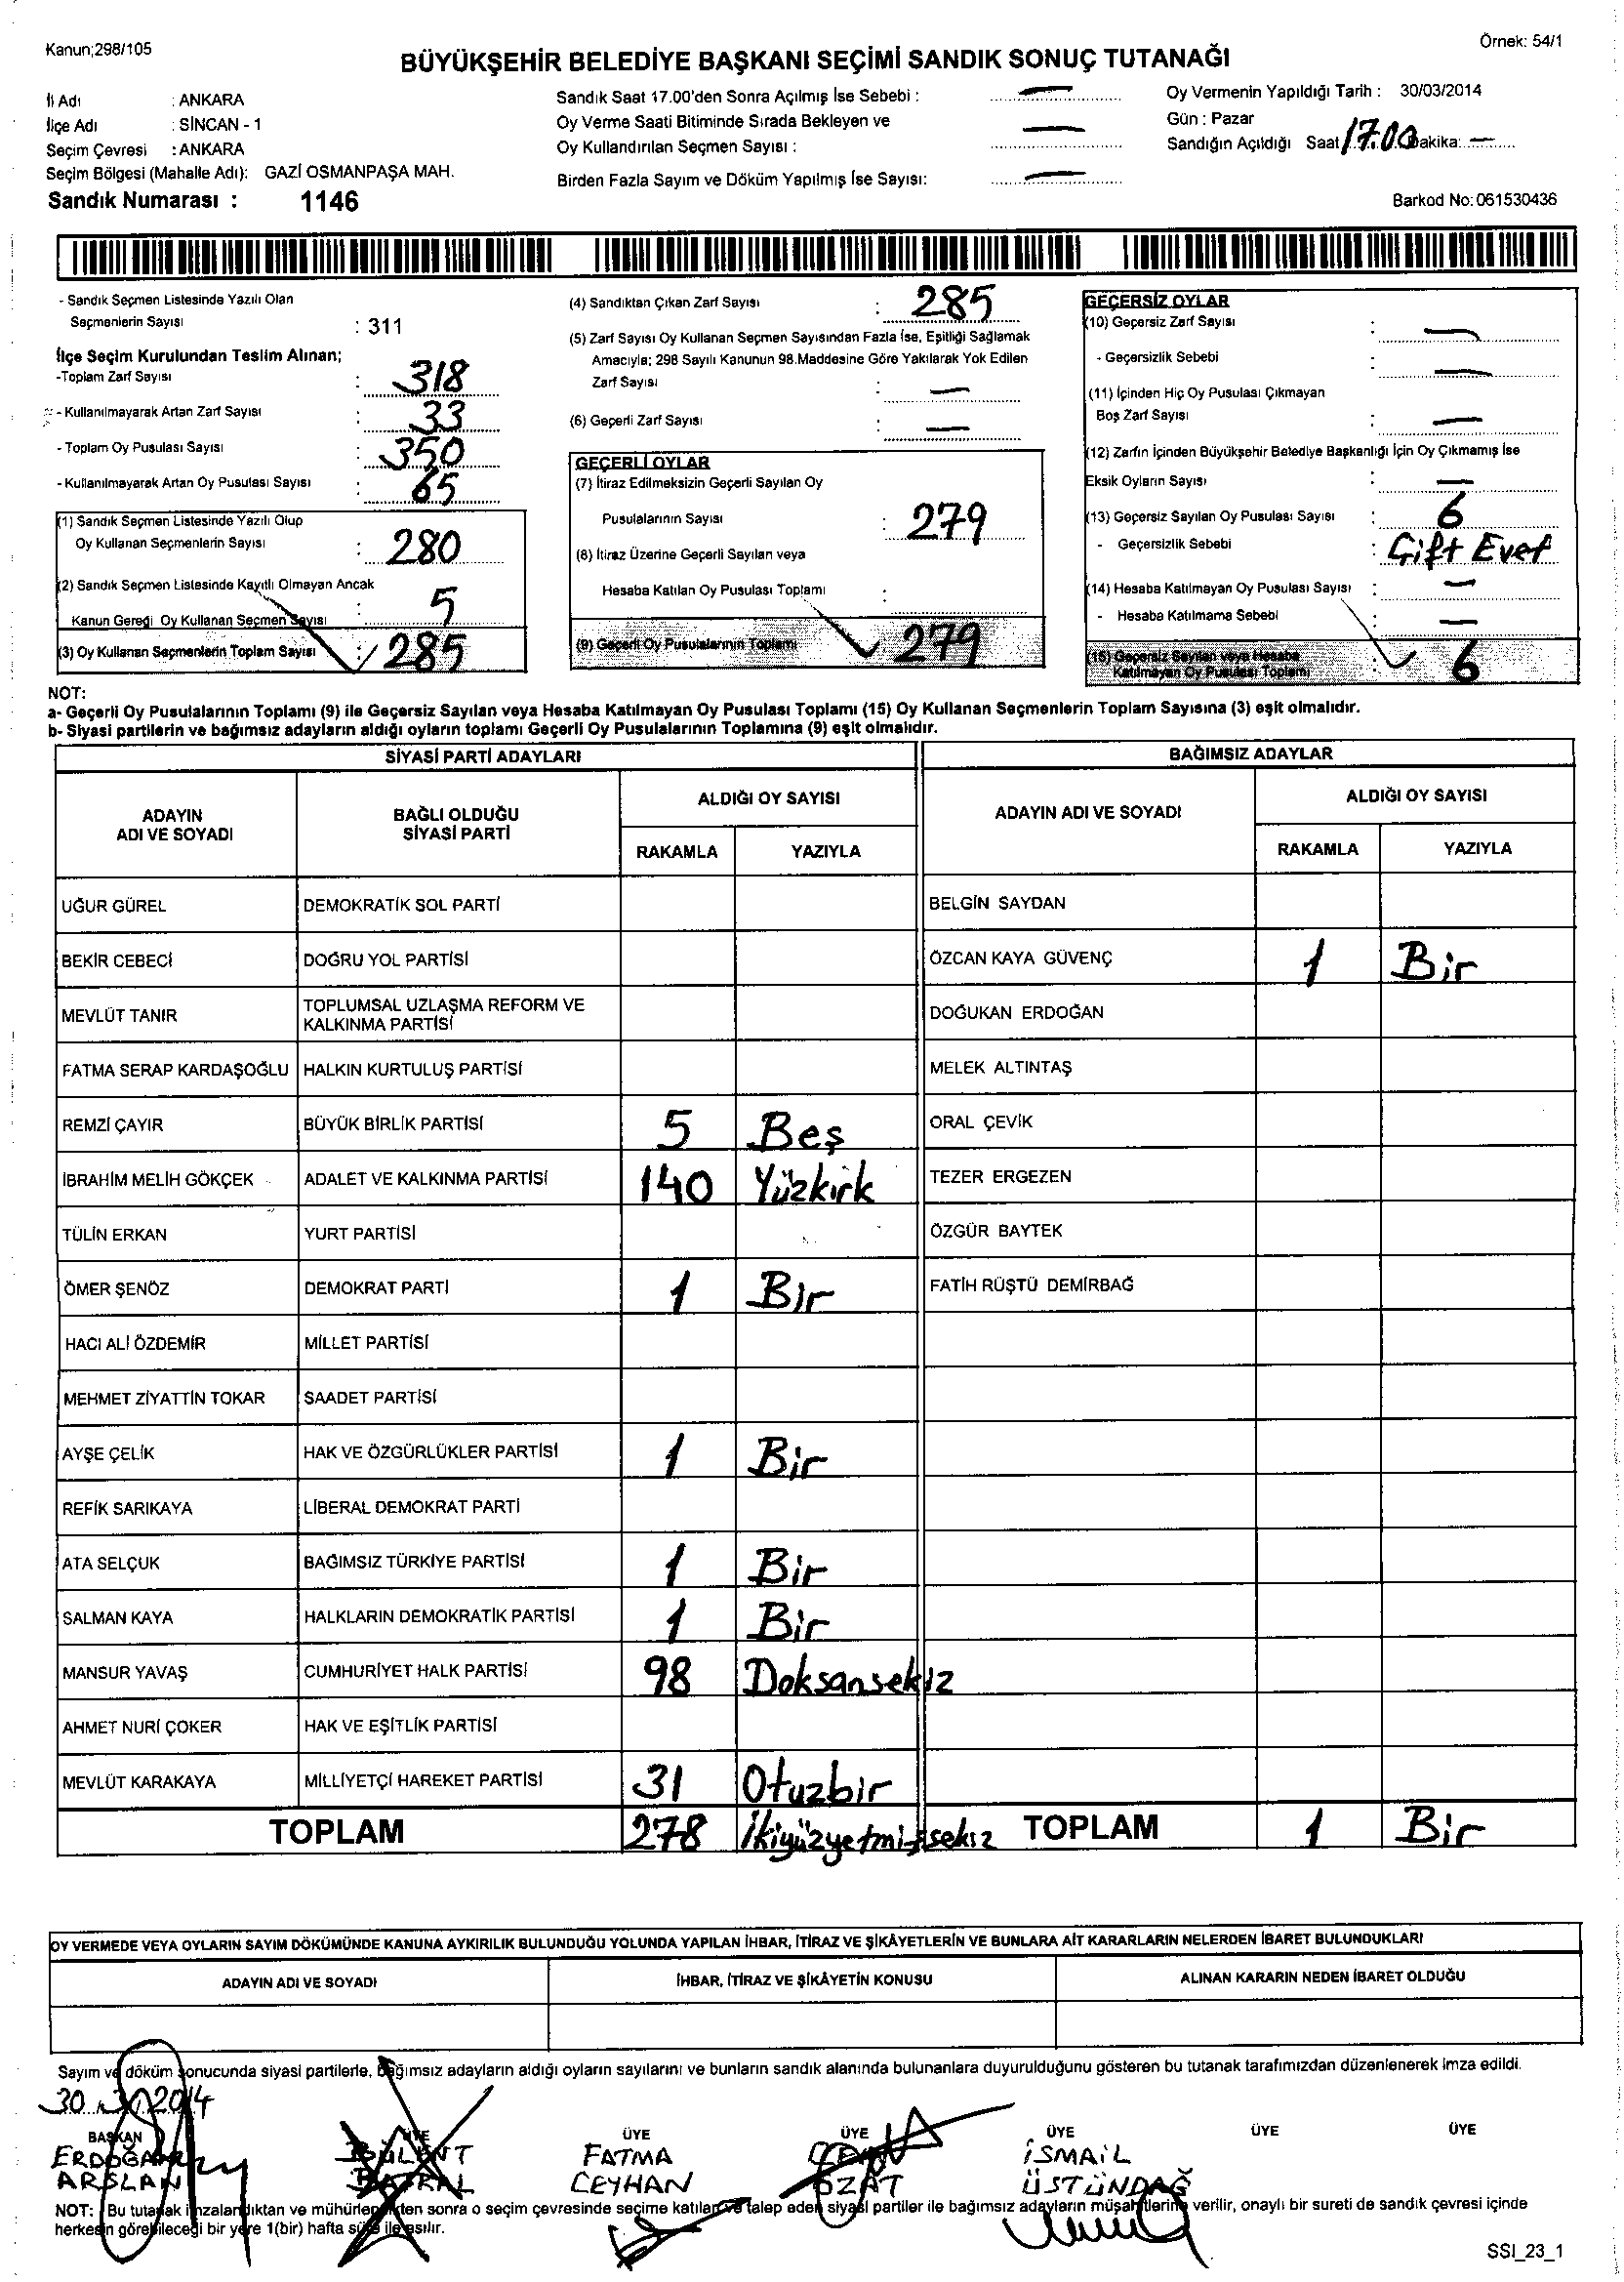 Kanun;298/105
Örnek: 54/1
BÜYÜKŞEHİR BELEDİYE BAŞKANI SEÇİMİ SANDIK SONUÇ TUTANAĞI
İl Adı : ANKARA
İlçe Adı : SİNCAN - 1
Seçim Çevresi : ANKARA
Seçim Bölgesi (Mahalle Adı): GAZİ OSMANPAŞA MAH.
Sandık Numarası : 1146
Sandık Saat 17.00'den Sonra Açılmış İse Sebebi : —
Oy Verme Saati Bitiminde Sırada Bekleyen ve —
Oy Kullandırılan Seçmen Sayısı :
Birden Fazla Sayım ve Döküm Yapılmış İse Sayısı: —
Oy Vermenin Yapıldığı Tarih : 30/03/2014
Gün : Pazar
Sandığın Açıldığı Saat 17.00 Dakika: —
Barkod No: 061530436
- Sandık Seçmen Listesinde Yazılı Olan
Seçmenlerin Sayısı : 311
İlçe Seçim Kurulundan Teslim Alınan;
-Toplam Zarf Sayısı : 318
- Kullanılmayarak Artan Zarf Sayısı : 33
- Toplam Oy Pusulası Sayısı : 350
- Kullanılmayarak Artan Oy Pusulası Sayısı : 65
(1) Sandık Seçmen Listesinde Yazılı Olup
Oy Kullanan Seçmenlerin Sayısı : 280
(2) Sandık Seçmen Listesinde Kayıtlı Olmayan Ancak
Kanun Gereği Oy Kullanan Seçmen Sayısı : 5
(3) Oy Kullanan Seçmenlerin Toplam Sayısı : 285
(4) Sandıktan Çıkan Zarf Sayısı : 285
(5) Zarf Sayısı Oy Kullanan Seçmen Sayısından Fazla İse, Eşitliği Sağlamak
Amacıyla; 298 Sayılı Kanunun 98.Maddesine Göre Yakılarak Yok Edilen
Zarf Sayısı : —
(6) Geçerli Zarf Sayısı : —
GEÇERLİ OYLAR
(7) İtiraz Edilmeksizin Geçerli Sayılan Oy
Pusulalarının Sayısı : 279
(8) İtiraz Üzerine Geçerli Sayılan veya
Hesaba Katılan Oy Pusulası Toplamı :
(9) Geçerli Oy Pusulalarının Toplamı 279
GEÇERSİZ OYLAR
(10) Geçersiz Zarf Sayısı : —
- Geçersizlik Sebebi : —
(11) İçinden Hiç Oy Pusulası Çıkmayan
Boş Zarf Sayısı : —
(12) Zarfın İçinden Büyükşehir Belediye Başkanlığı İçin Oy Çıkmamış İse
Eksik Oyların Sayısı : —
(13) Geçersiz Sayılan Oy Pusulası Sayısı : 6
- Geçersizlik Sebebi : Çift Evet
(14) Hesaba Katılmayan Oy Pusulası Sayısı : —
- Hesaba Katılmama Sebebi : —
(15) Geçersiz Sayılan veya Hesaba
Katılmayan Oy Pusulası Toplamı : 6
NOT:
a- Geçerli Oy Pusulalarının Toplamı (9) ile Geçersiz Sayılan veya Hesaba Katılmayan Oy Pusulası Toplamı (15) Oy Kullanan Seçmenlerin Toplam Sayısına (3) eşit olmalıdır.
b- Siyasi partilerin ve bağımsız adayların aldığı oyların toplamı Geçerli Oy Pusulalarının Toplamına (9) eşit olmalıdır.
SİYASİ PARTİ ADAYLARI BAĞIMSIZ ADAYLAR
ADAYIN ADI VE SOYADI BAĞLI OLDUĞU SİYASİ PARTİ ALDIĞI OY SAYISI ADAYIN ADI VE SOYADI ALDIĞI OY SAYISI
RAKAMLA YAZIYLA RAKAMLA YAZIYLA
UĞUR GÜREL DEMOKRATİK SOL PARTİ BELGİN SAYDAN
BEKİR CEBECİ DOĞRU YOL PARTİSİ ÖZCAN KAYA GÜVENÇ 1 Bir
MEVLÜT TANIR TOPLUMSAL UZLAŞMA REFORM VE KALKINMA PARTİSİ DOĞUKAN ERDOĞAN
FATMA SERAP KARDAŞOĞLU HALKIN KURTULUŞ PARTİSİ MELEK ALTINTAŞ
REMZİ ÇAYIR BÜYÜK BİRLİK PARTİSİ 5 Beş ORAL ÇEVİK
İBRAHİM MELİH GÖKÇEK ADALET VE KALKINMA PARTİSİ 140 Yüzkırk TEZER ERGEZEN
TÜLİN ERKAN YURT PARTİSİ ÖZGÜR BAYTEK
ÖMER ŞENÖZ DEMOKRAT PARTİ 1 Bir FATİH RÜŞTÜ DEMİRBAĞ
HACI ALİ ÖZDEMİR MİLLET PARTİSİ
MEHMET ZİYATTİN TOKAR SAADET PARTİSİ
AYŞE ÇELİK HAK VE ÖZGÜRLÜKLER PARTİSİ 1 Bir
REFİK SARIKAYA LİBERAL DEMOKRAT PARTİ
ATA SELÇUK BAĞIMSIZ TÜRKİYE PARTİSİ 1 Bir
SALMAN KAYA HALKLARIN DEMOKRATİK PARTİSİ 1 Bir
MANSUR YAVAŞ CUMHURİYET HALK PARTİSİ 98 Doksansekiz
AHMET NURİ ÇOKER HAK VE EŞİTLİK PARTİSİ
MEVLÜT KARAKAYA MİLLİYETÇİ HAREKET PARTİSİ 31 Otuzbir
TOPLAM 278 İkiyüzyetmişsekiz TOPLAM 1 Bir
OY VERMEDE VEYA OYLARIN SAYIM DÖKÜMÜNDE KANUNA AYKIRILIK BULUNDUĞU YOLUNDA YAPILAN İHBAR, İTİRAZ VE ŞİKÂYETLERİN VE BUNLARA AİT KARARLARIN NELERDEN İBARET BULUNDUKLARI
ADAYIN ADI VE SOYADI İHBAR, İTİRAZ VE ŞİKÂYETİN KONUSU ALINAN KARARIN NEDEN İBARET OLDUĞU
Sayım ve döküm sonucunda siyasi partilerle, bağımsız adayların aldığı oyların sayılarını ve bunların sandık alanında bulunanlara duyurulduğunu gösteren bu tutanak tarafımızdan düzenlenerek imza edildi.
30.3.2014
BAŞKAN ÜYE ÜYE ÜYE ÜYE ÜYE ÜYE
ERDOĞAN BÜLENT FATMA İSMAİL
ARSLAN CEYHAN OZAT ÜSTÜNDAĞ
NOT: Bu tutanak imzalandıktan ve mühürlendikten sonra o seçim çevresinde seçime katılan ve talep eden siyasi partiler ile bağımsız adayların müşahitlerine verilir, onaylı bir sureti de sandık çevresi içinde
herkesin görebileceği bir yere 1(bir) hafta süre ile asılır.
SSI_23_1